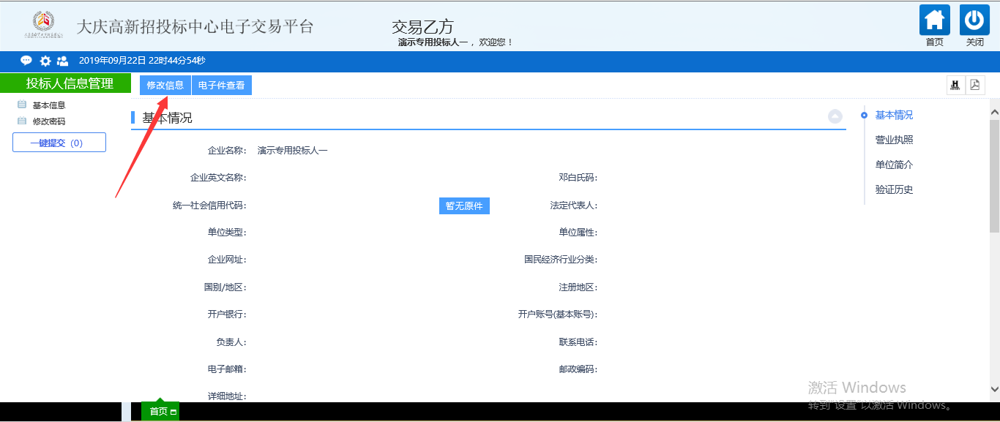 大庆高新招投标中心电子交易平台
交易乙方
演示专用投标人一 ，欢迎您！
首页
关闭
2019年09月22日 22时44分54秒
投标人信息管理
修改信息
电子件查看
基本信息
修改密码
一键提交（0）
基本情况
企业名称: 演示专用投标人一
企业英文名称:
邓白氏码:
统一社会信用代码:
暂无原件
法定代表人:
单位类型:
单位属性:
企业网址:
国民经济行业分类:
国别/地区:
注册地区:
开户银行:
开户账号(基本账号):
负责人:
联系电话:
电子邮箱:
邮政编码:
详细地址:
基本情况
营业执照
单位简介
验证历史
激活 Windows
转到"设置"以激活 Windows。
首页